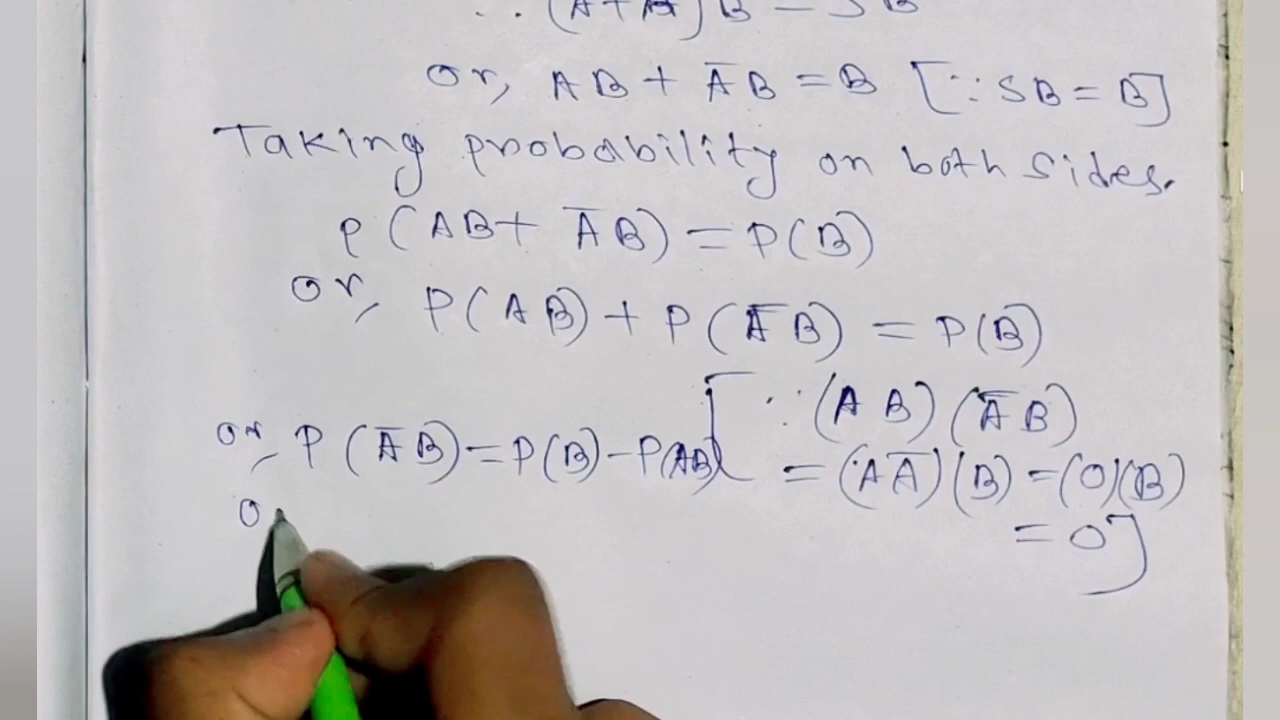 ∴ (A+Ā)B = SB
or, AB + ĀB = B [∵ SB = B]
Taking probability on both sides.
P(AB + ĀB) = P(B)
or, P(AB) + P(ĀB) = P(B)
[∵ (AB)(ĀB)
or, P(ĀB) = P(B) - P(AB)
= (AĀ)(B) = (0)(B)
= 0]
o